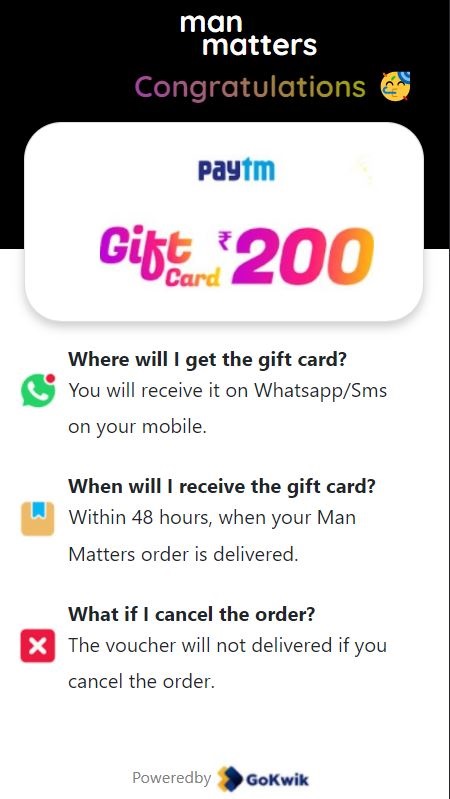 man
matters
Congratulations 🥳
paytm
Gift Card ₹200
Where will I get the gift card?
You will receive it on Whatsapp/Sms
on your mobile.
When will I receive the gift card?
Within 48 hours, when your Man
Matters order is delivered.
What if I cancel the order?
The voucher will not delivered if you
cancel the order.
Poweredby GoKwik